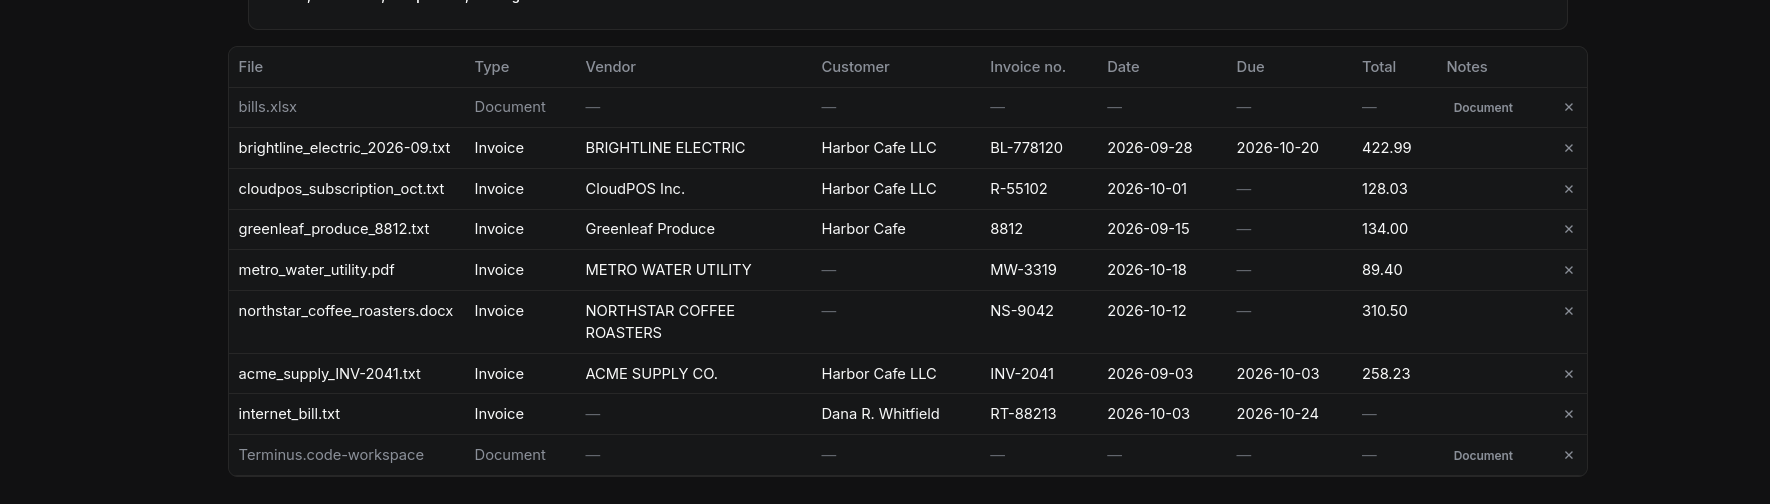 File Type Vendor Customer Invoice no. Date Due Total Notes
bills.xlsx Document — — — — — — Document ×
brightline_electric_2026-09.txt Invoice BRIGHTLINE ELECTRIC Harbor Cafe LLC BL-778120 2026-09-28 2026-10-20 422.99 ×
cloudpos_subscription_oct.txt Invoice CloudPOS Inc. Harbor Cafe LLC R-55102 2026-10-01 — 128.03 ×
greenleaf_produce_8812.txt Invoice Greenleaf Produce Harbor Cafe 8812 2026-09-15 — 134.00 ×
metro_water_utility.pdf Invoice METRO WATER UTILITY — MW-3319 2026-10-18 — 89.40 ×
northstar_coffee_roasters.docx Invoice NORTHSTAR COFFEE — NS-9042 2026-10-12 — 310.50 ×
ROASTERS
acme_supply_INV-2041.txt Invoice ACME SUPPLY CO. Harbor Cafe LLC INV-2041 2026-09-03 2026-10-03 258.23 ×
internet_bill.txt Invoice — Dana R. Whitfield RT-88213 2026-10-03 2026-10-24 — ×
Terminus.code-workspace Document — — — — — — Document ×